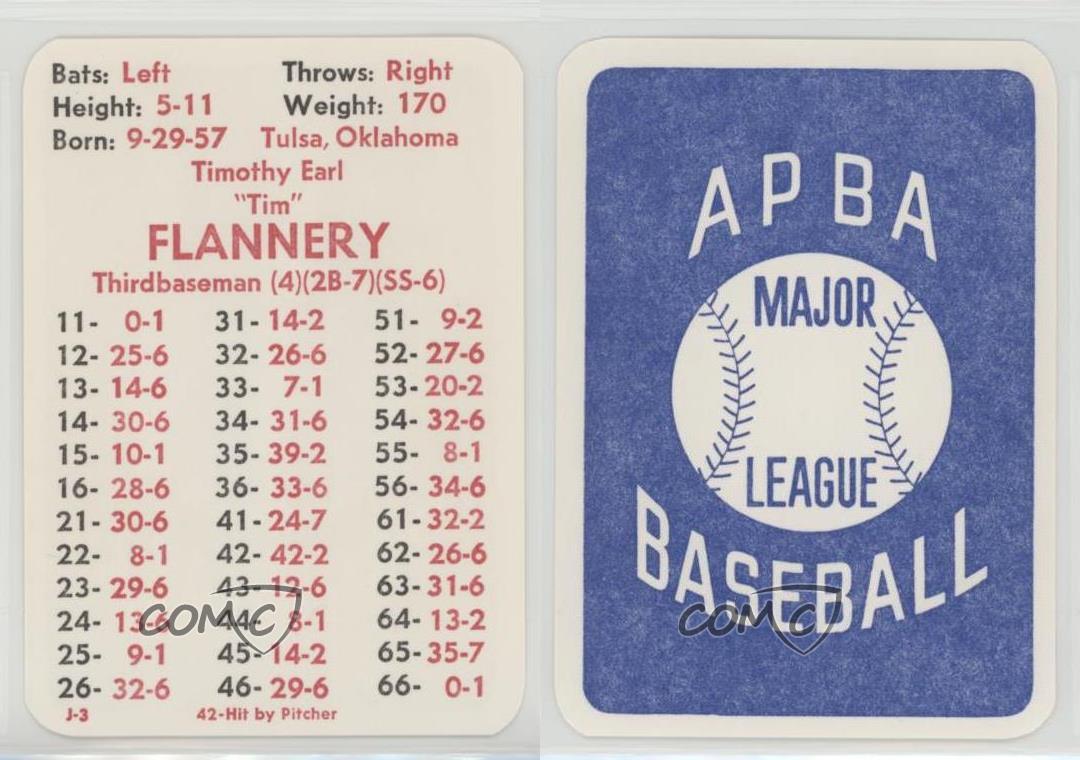 Bats: Left Throws: Right
Height: 5-11 Weight: 170
Born: 9-29-57 Tulsa, Oklahoma
Timothy Earl
"Tim"
FLANNERY
Thirdbaseman (4)(2B-7)(SS-6)
11- 0-1 31- 14-2 51- 9-2
12- 25-6 32- 26-6 52- 27-6
13- 14-6 33- 7-1 53- 20-2
14- 30-6 34- 31-6 54- 32-6
15- 10-1 35- 39-2 55- 8-1
16- 28-6 36- 33-6 56- 34-6
21- 30-6 41- 24-7 61- 32-2
22- 8-1 42- 42-2 62- 26-6
23- 29-6 43- 12-6 63- 31-6
24- 13-6 44- 8-1 64- 13-2
25- 9-1 45- 14-2 65- 35-7
26- 32-6 46- 29-6 66- 0-1
J-3 42-Hit by Pitcher
COMC
APBA
MAJOR
LEAGUE
BASEBALL
COMC